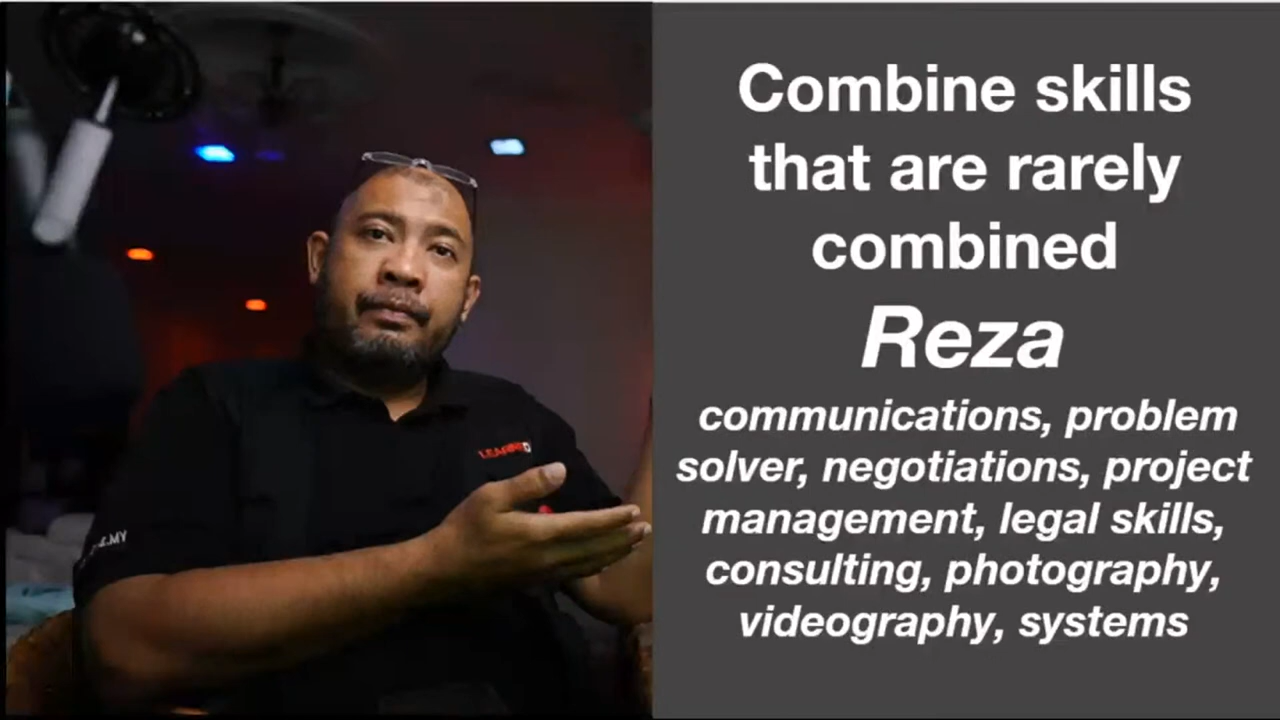 Combine skills
that are rarely
combined
Reza
communications, problem
solver, negotiations, project
management, legal skills,
consulting, photography,
videography, systems